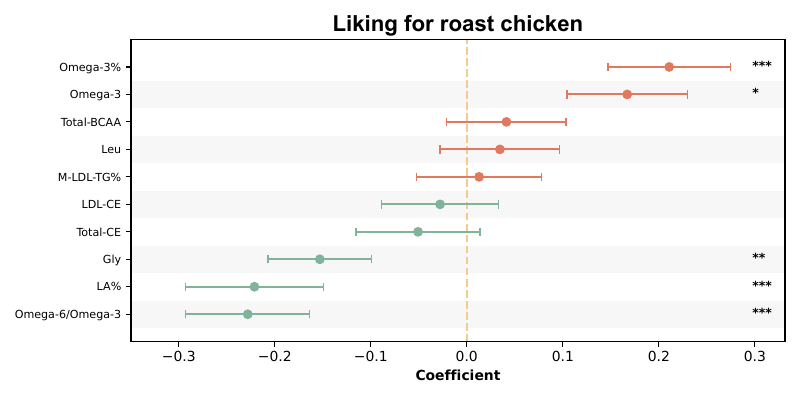 Liking for roast chicken
Omega-3% ***
Omega-3 *
Total-BCAA
Leu
M-LDL-TG%
LDL-CE
Total-CE
Gly **
LA% ***
Omega-6/Omega-3 ***
−0.3 −0.2 −0.1 0.0 0.1 0.2 0.3
Coefficient